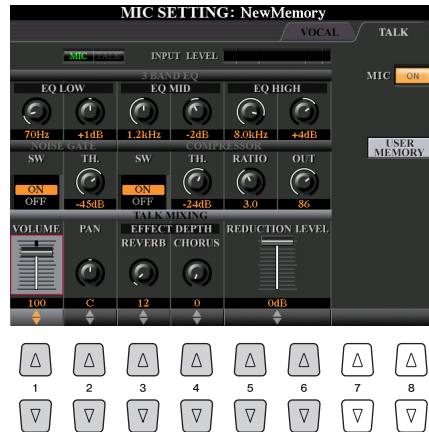 MIC SETTING: NewMemory
VOCAL TALK
MIC TALK INPUT LEVEL
MIC ON
3 BAND EQ
EQ LOW EQ MID EQ HIGH
70Hz +1dB 1.2kHz -2dB 8.0kHz +4dB
NOISE GATE COMPRESSOR
USER MEMORY
SW TH. SW TH. RATIO OUT
ON ON
OFF -45dB OFF -24dB 3.0 86
TALK MIXING
VOLUME PAN EFFECT DEPTH REDUCTION LEVEL
REVERB CHORUS
100 C 12 0 0dB
1 2 3 4 5 6 7 8